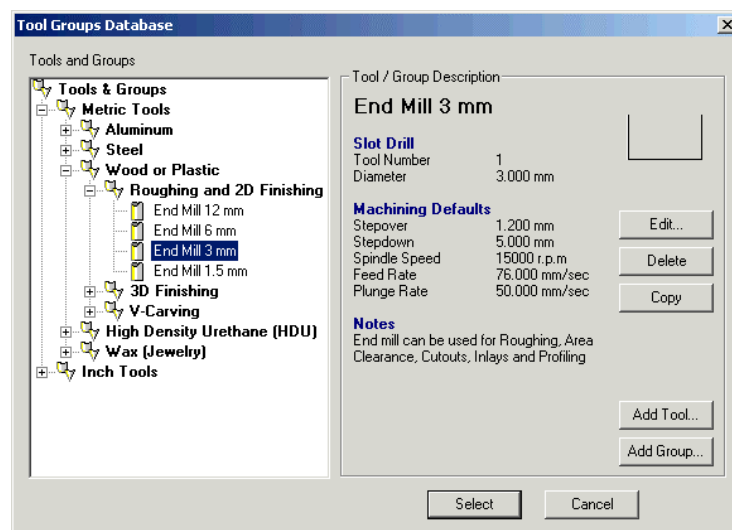 Tool Groups Database
Tools and Groups
Tools & Groups
Metric Tools
Aluminum
Steel
Wood or Plastic
Roughing and 2D Finishing
End Mill 12 mm
End Mill 6 mm
End Mill 3 mm
End Mill 1.5 mm
3D Finishing
V-Carving
High Density Urethane (HDU)
Wax (Jewelry)
Inch Tools
Tool / Group Description
End Mill 3 mm
Slot Drill
Tool Number 1
Diameter 3.000 mm
Machining Defaults
Stepover 1.200 mm
Stepdown 5.000 mm
Spindle Speed 15000 r.p.m
Feed Rate 76.000 mm/sec
Plunge Rate 50.000 mm/sec
Notes
End mill can be used for Roughing, Area
Clearance, Cutouts, Inlays and Profiling
Edit...
Delete
Copy
Add Tool...
Add Group...
Select
Cancel